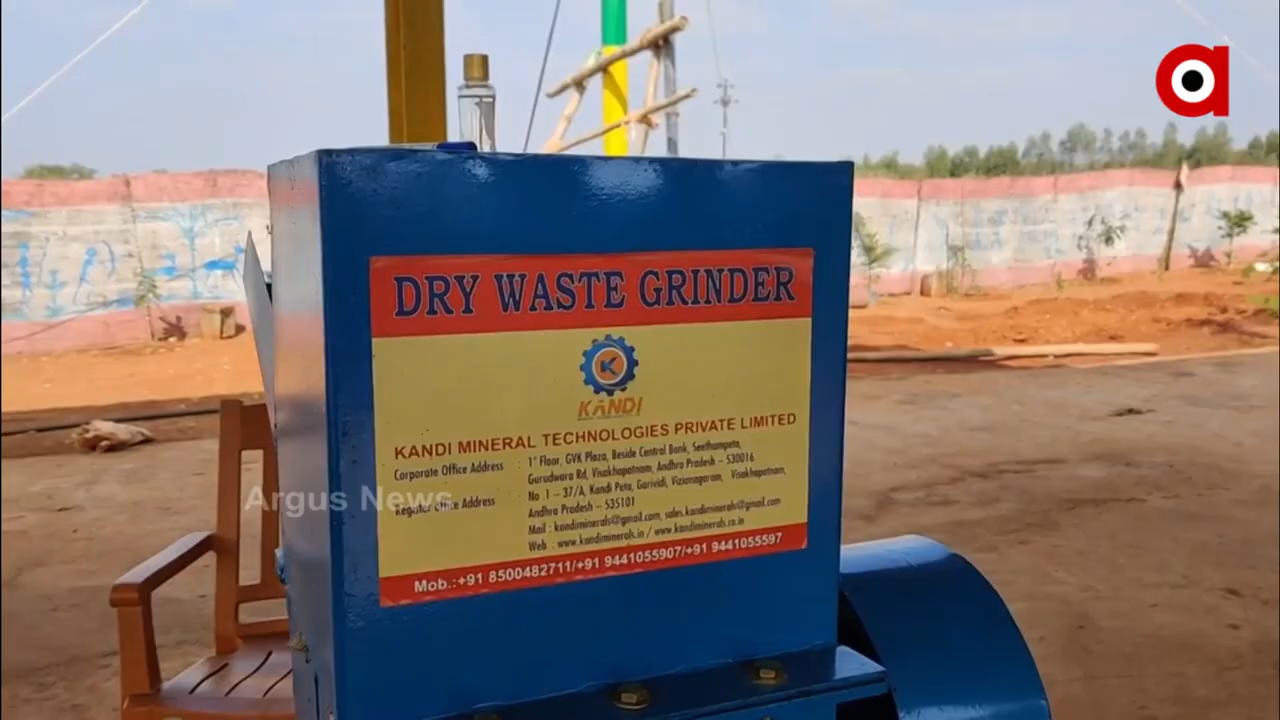 DRY WASTE GRINDER
K
KANDI
KANDI MINERAL TECHNOLOGIES PRIVATE LIMITED
Corporate Office Address : 1st Floor, GVK Plaza, Beside Central Bank, Seethampeta,
Gurudwara Rd, Visakhapatnam, Andhra Pradesh – 530016.
Register office Address : No .1 – 37/A, Kandi Peta, Garividi, Vizianagaram, Visakhapatnam,
Andhra Pradesh – 535101
Mail : kandiminerals@gmail.com, sales.kandiminerals@gmail.com
Web : www.kandiminerals.in / www.kandiminerals.co.in
Mob.:+91 8500482711/+91 9441055907/+91 9441055597
Argus News
a